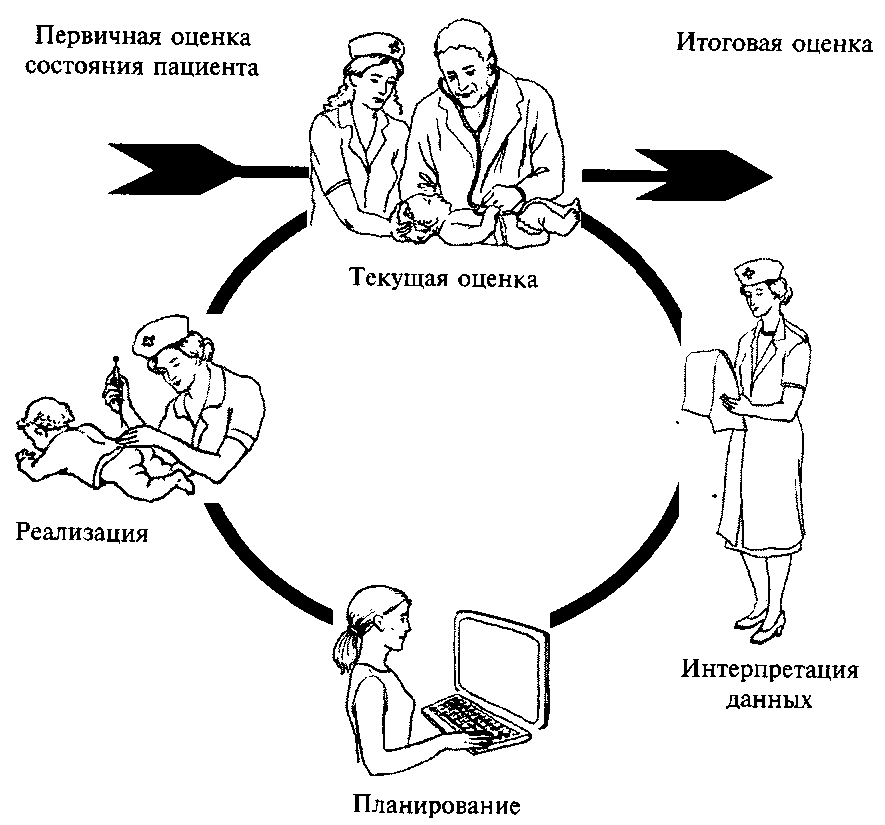 Первичная оценка
состояния пациента
Итоговая оценка
Текущая оценка
Реализация
Интерпретация
данных
Планирование